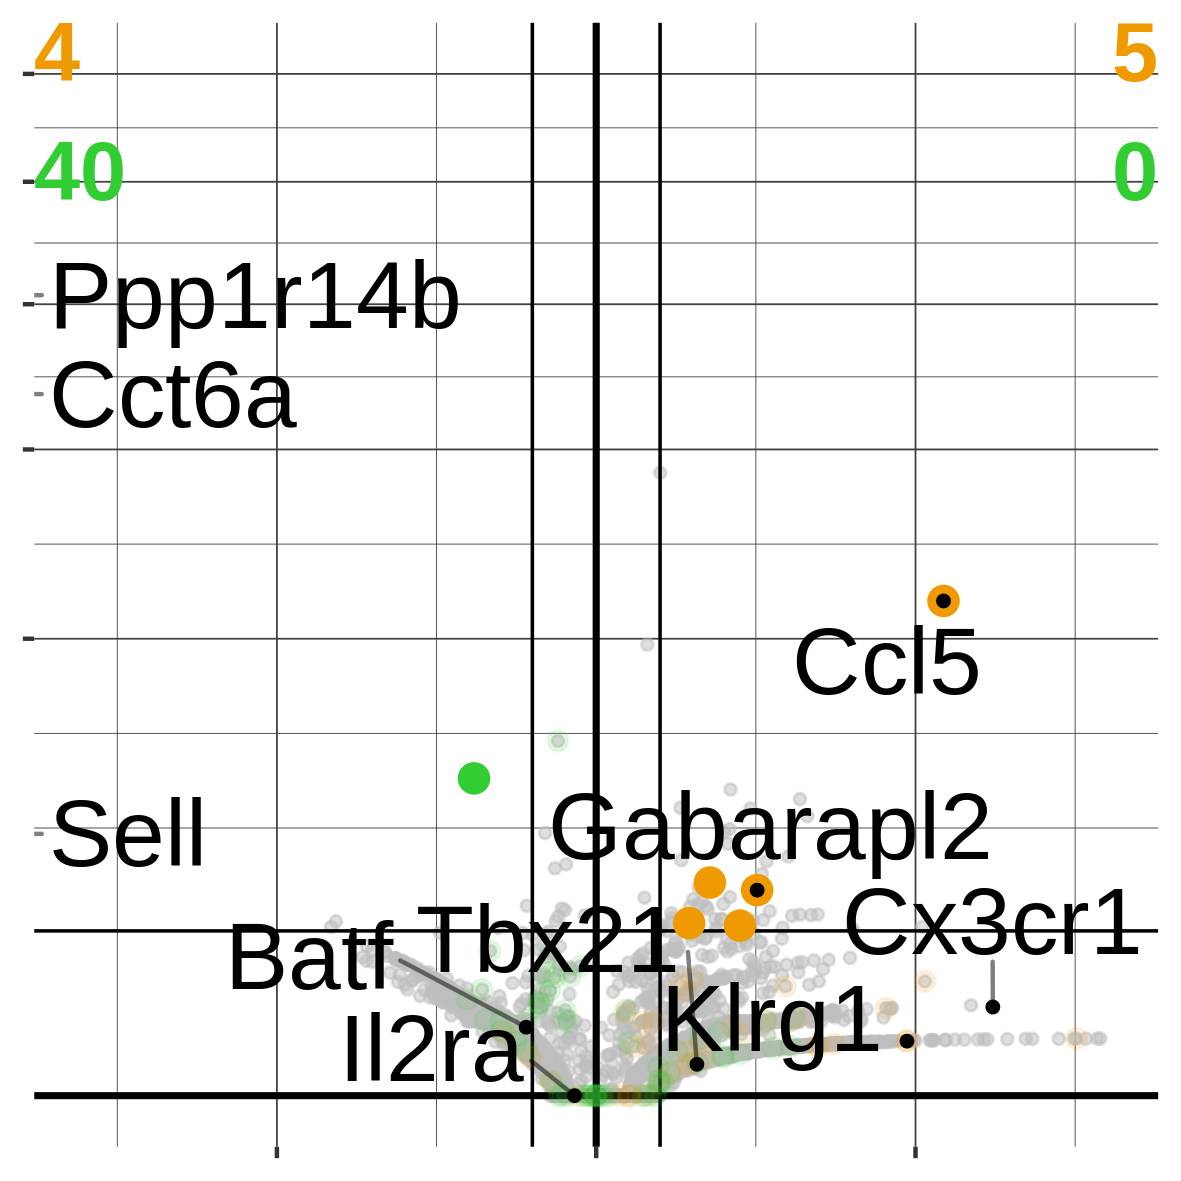 4 5
40 0
Ppp1r14b
Cct6a
Ccl5
Sell
Gabarapl2
Cx3cr1
Tbx21
Batf
Klrg1
Il2ra